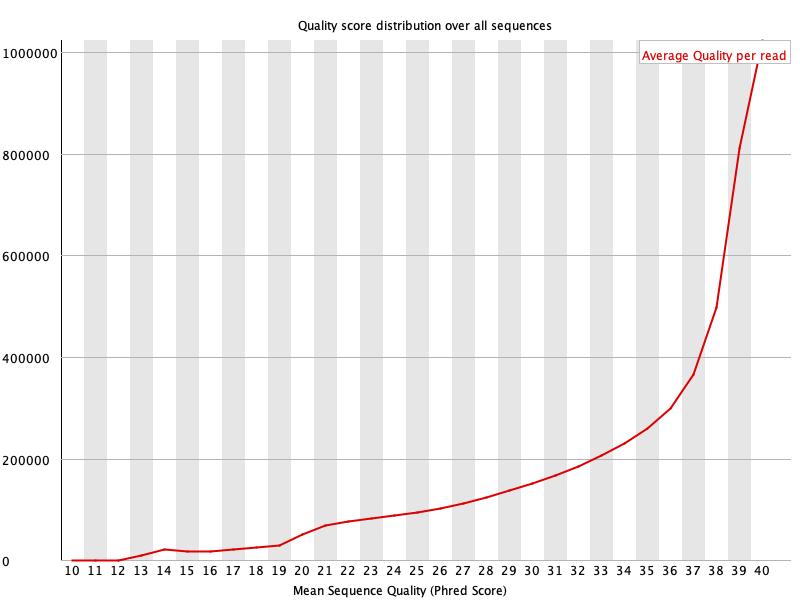 Quality score distribution over all sequences
Average Quality per read
1000000
800000
600000
400000
200000
0
10 11 12 13 14 15 16 17 18 19 20 21 22 23 24 25 26 27 28 29 30 31 32 33 34 35 36 37 38 39 40
Mean Sequence Quality (Phred Score)